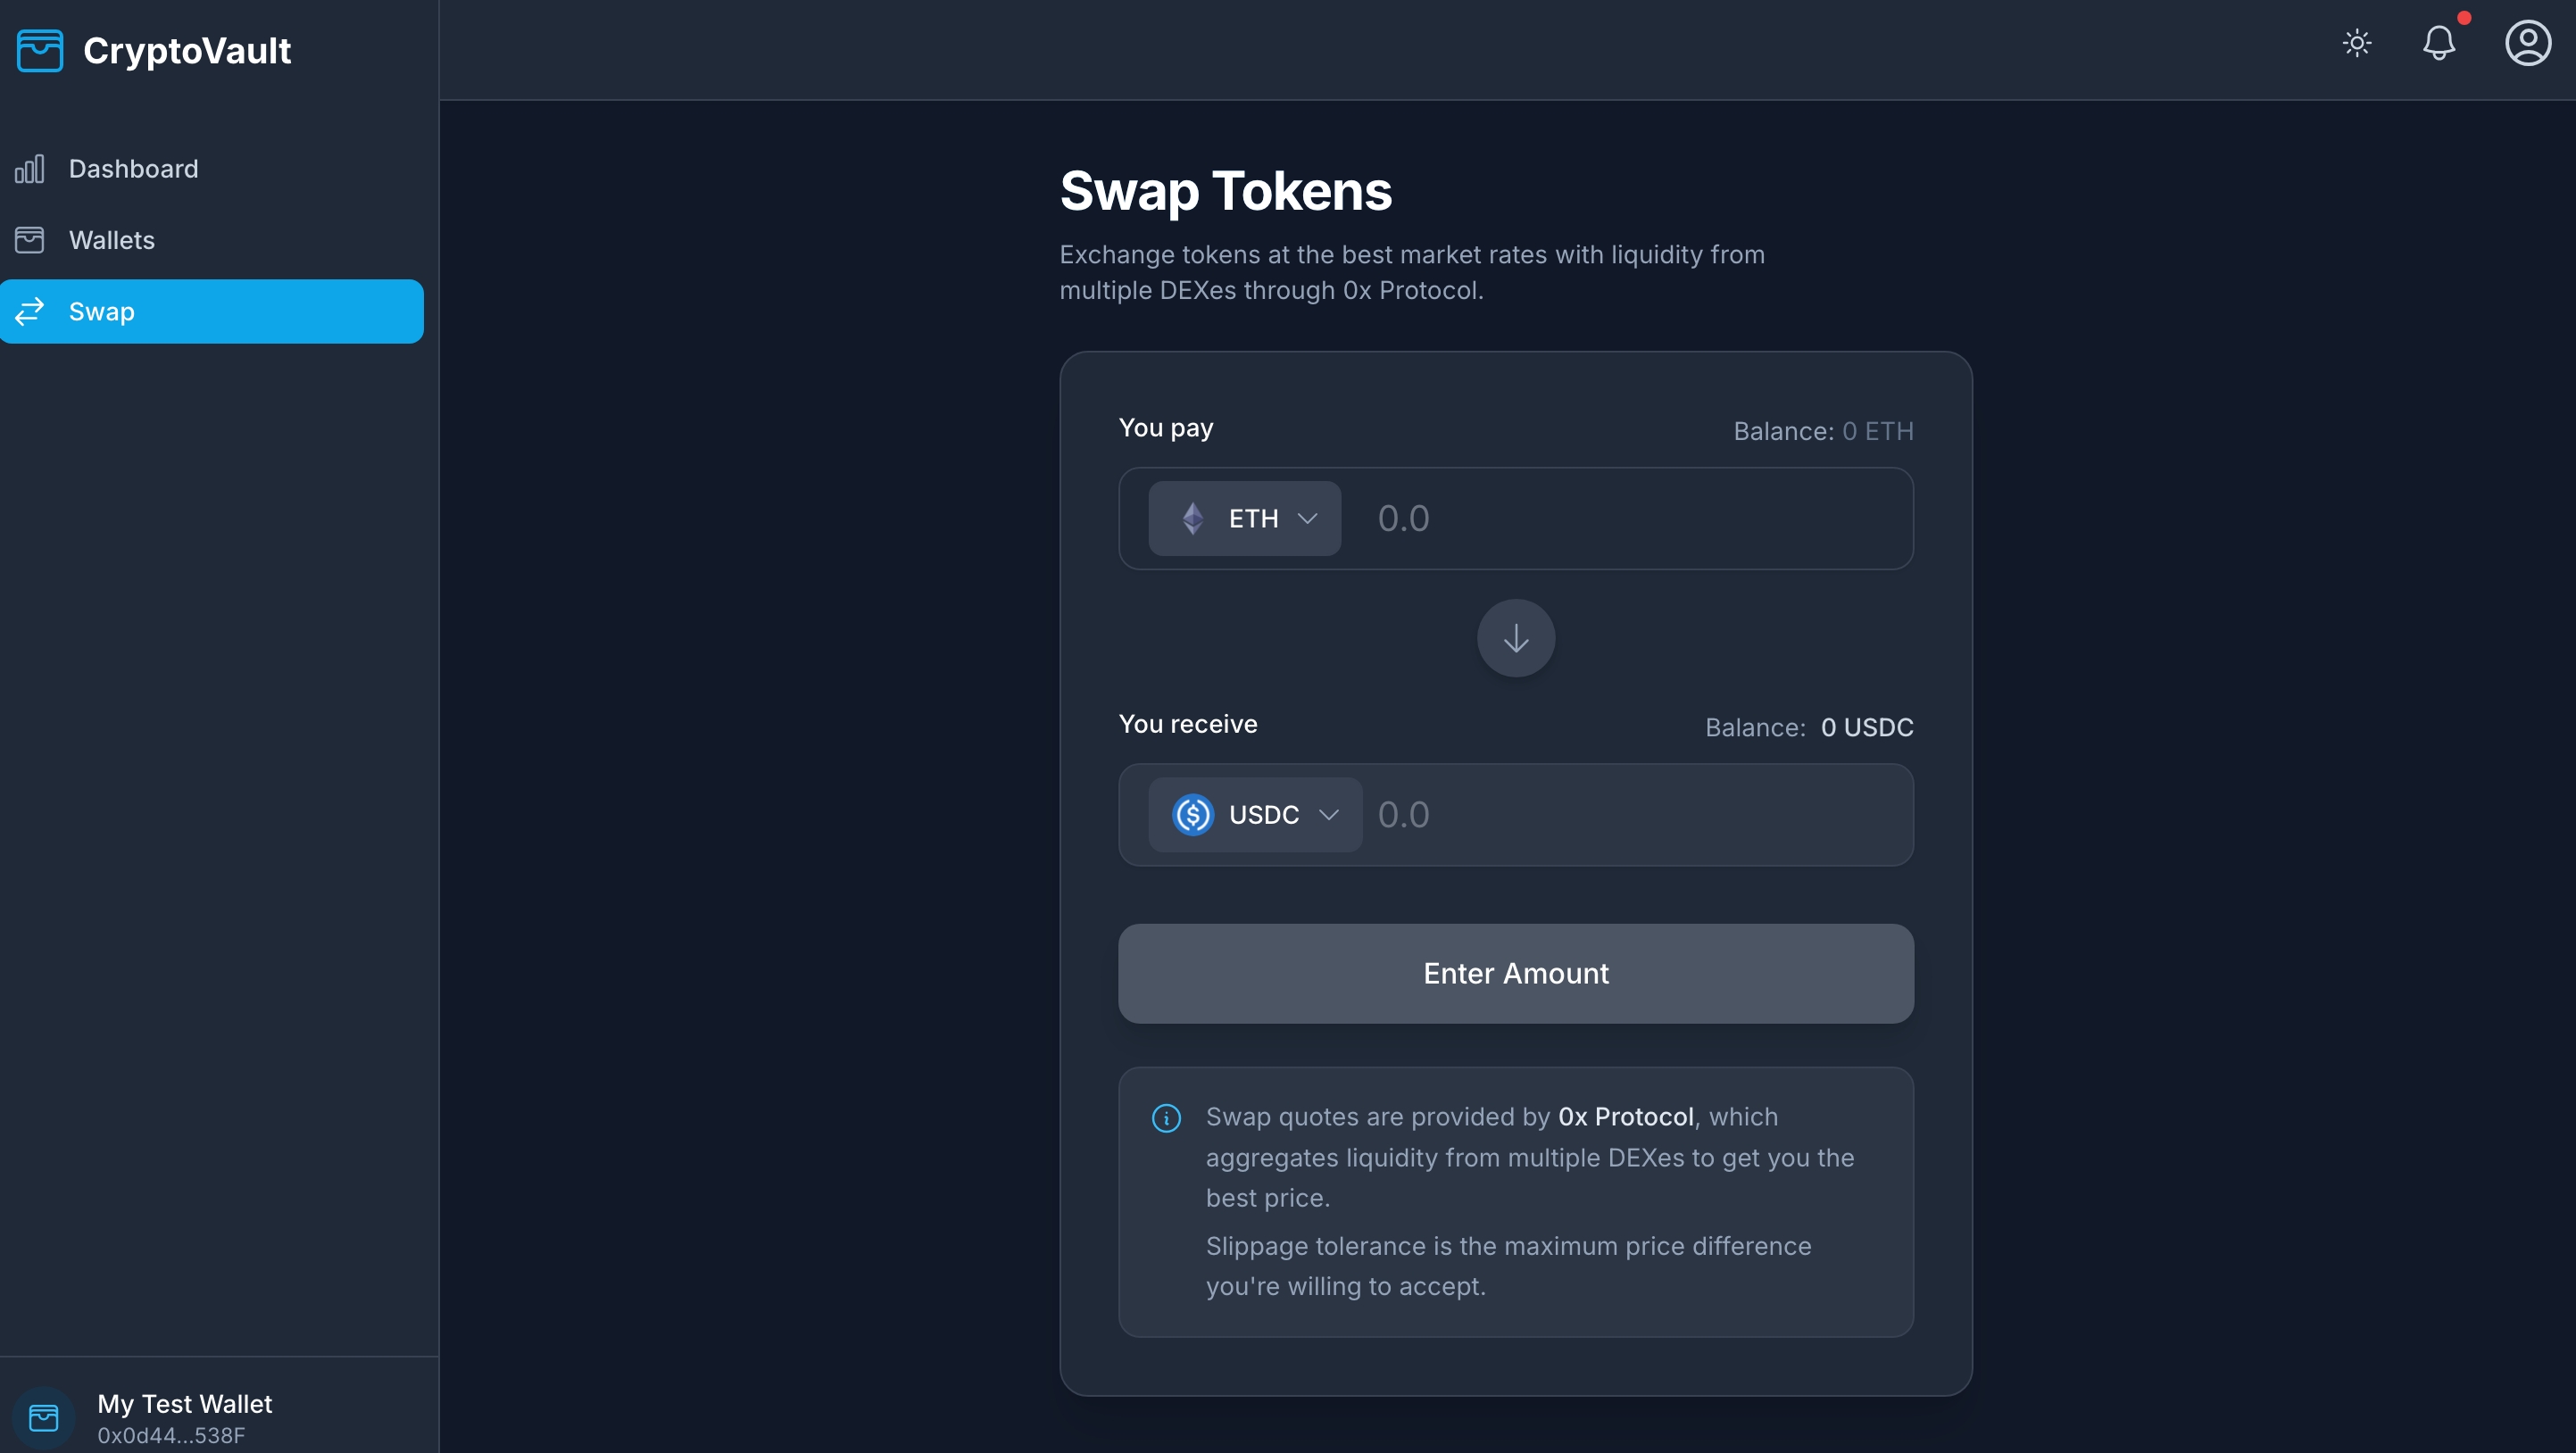 CryptoVault
Dashboard
Wallets
Swap
Swap Tokens
Exchange tokens at the best market rates with liquidity from
multiple DEXes through 0x Protocol.
You pay
Balance: 0 ETH
ETH
0.0
You receive
Balance: 0 USDC
USDC
0.0
Enter Amount
Swap quotes are provided by 0x Protocol, which
aggregates liquidity from multiple DEXes to get you the
best price.
Slippage tolerance is the maximum price difference
you're willing to accept.
My Test Wallet
0x0d44...538F